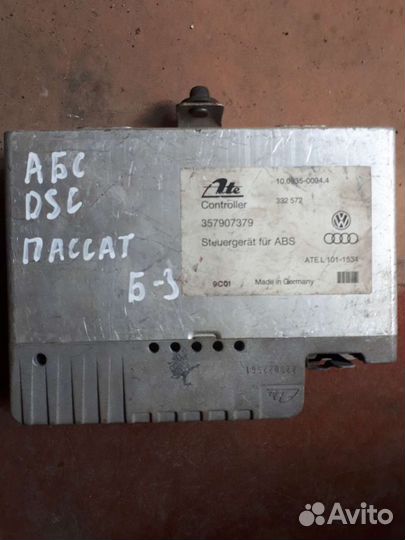 АБС
DSC
ПАССАТ
Б-3
Ate
10.0935-0094.4
Controller
332 572
357907379
Steuergerät für ABS
ATE.L 101-1534
9C01
Made in Germany
Avito